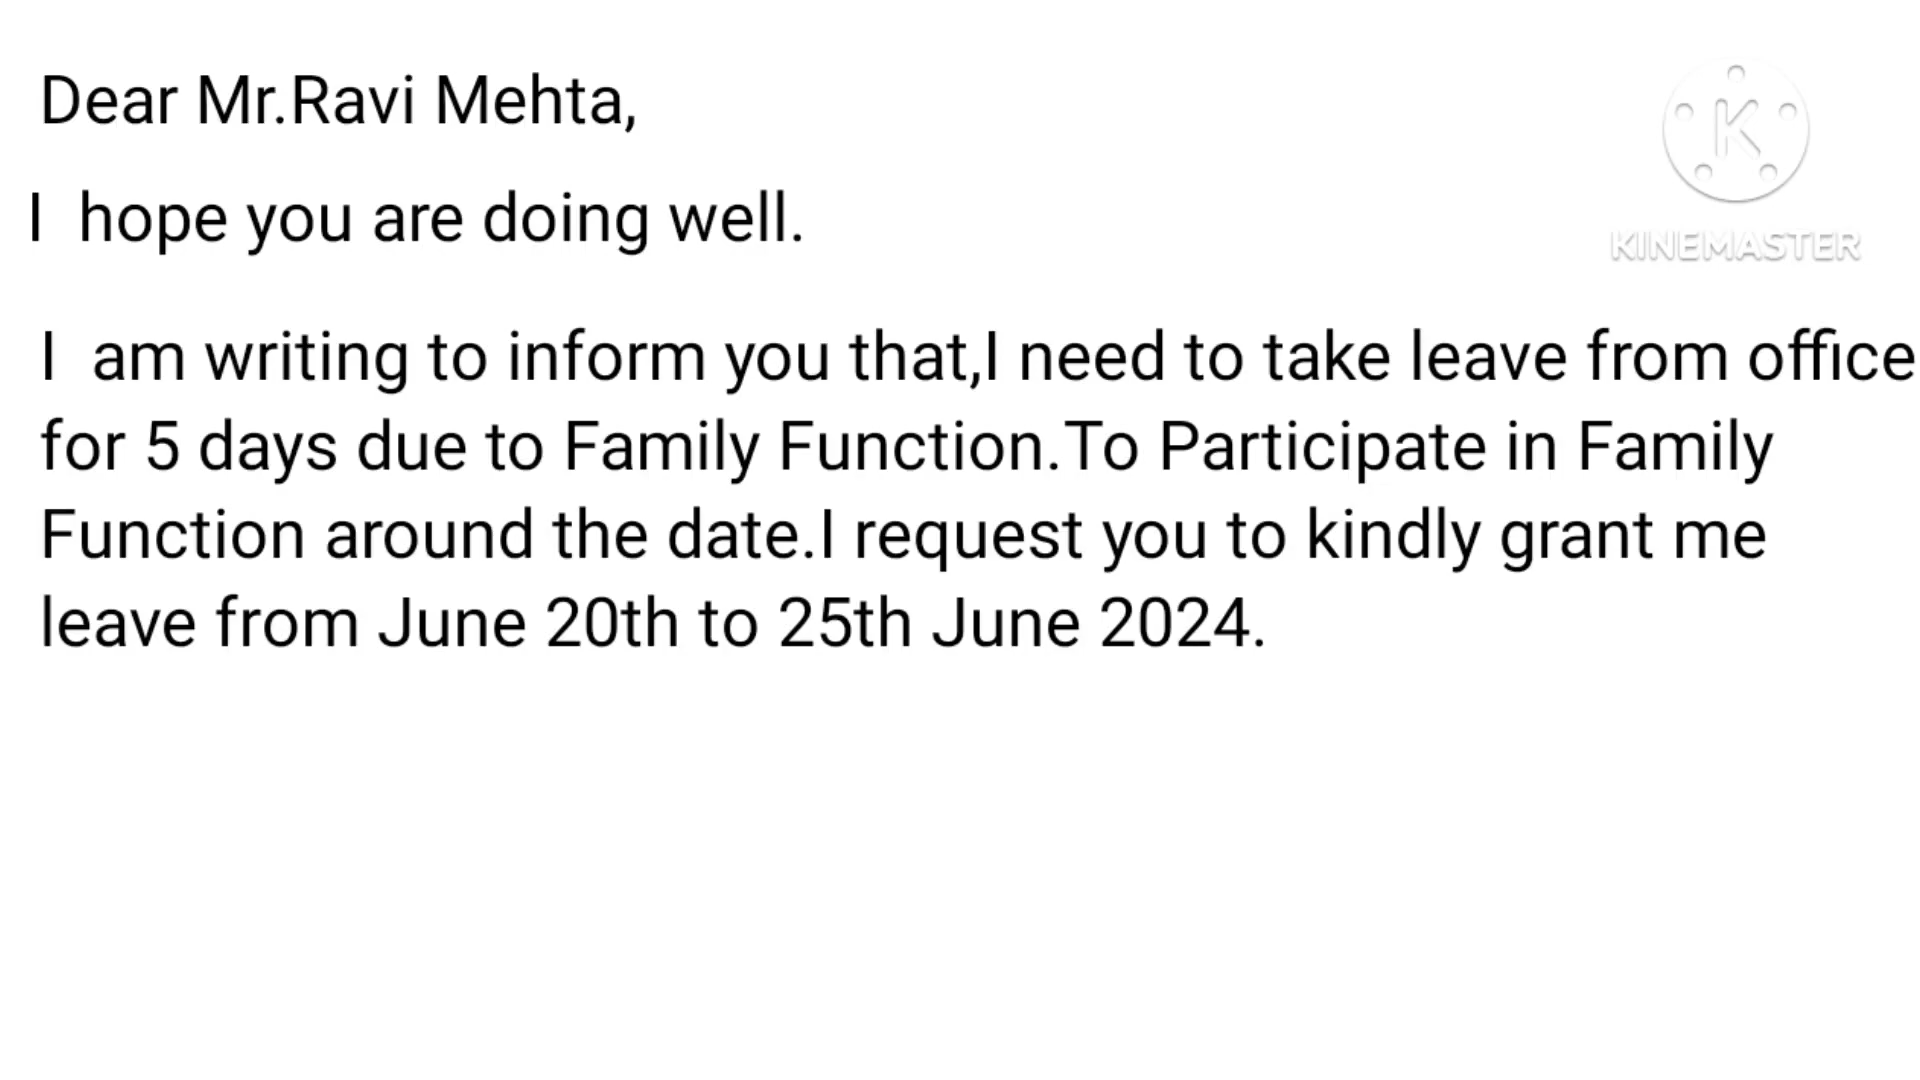 Dear Mr.Ravi Mehta,
I  hope you are doing well.
KINEMASTER
I  am writing to inform you that,I need to take leave from office
for 5 days due to Family Function.To Participate in Family
Function around the date.I request you to kindly grant me
leave from June 20th to 25th June 2024.